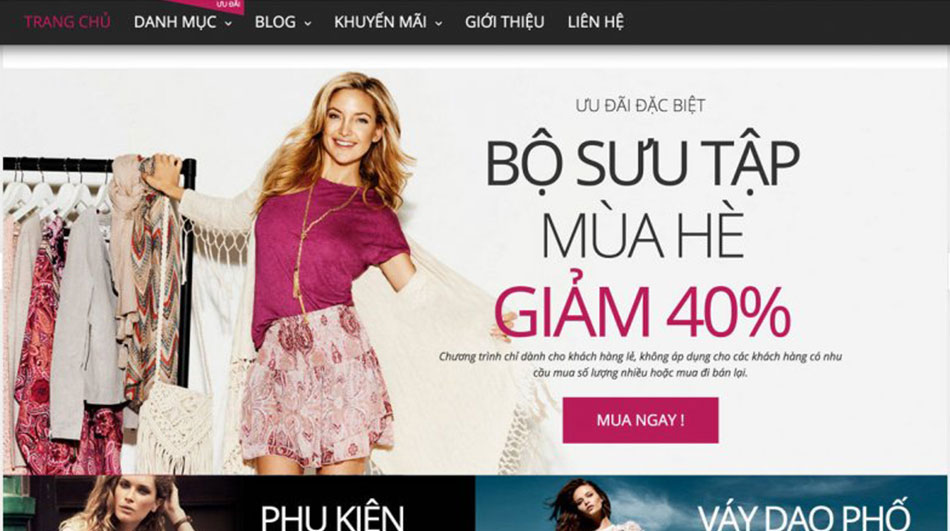 ƯU ĐÃI
TRANG CHỦ DANH MỤC BLOG KHUYẾN MÃI GIỚI THIỆU LIÊN HỆ
ƯU ĐÃI ĐẶC BIỆT
BỘ SƯU TẬP
MÙA HÈ
GIẢM 40%
Chương trình chỉ dành cho khách hàng lẻ, không áp dụng cho các khách hàng có nhu
cầu mua số lượng nhiều hoặc mua đi bán lại.
MUA NGAY !
PHỤ KIỆN
VÁY DẠO PHỐ